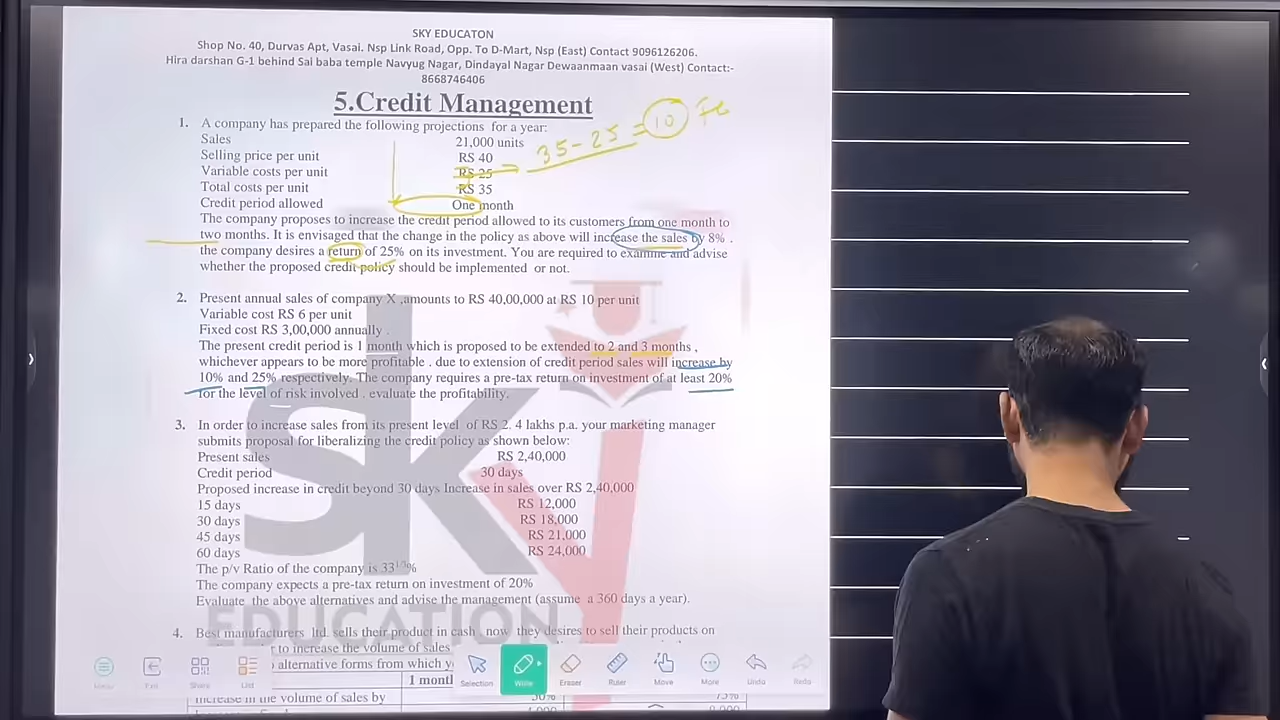 SKY EDUCATON
Shop No. 40, Durvas Apt, Vasai. Nsp Link Road, Opp. To D-Mart, Nsp (East) Contact 9096126206.
Hira darshan G-1 behind Sai baba temple Navyug Nagar, Dindayal Nagar Dewaanmaan vasai (West) Contact:-
8668746406
5.Credit Management
1. A company has prepared the following projections for a year:
Sales 21,000 units
Selling price per unit RS 40
Variable costs per unit RS 25
Total costs per unit RS 35
Credit period allowed One month
35-25=10
The company proposes to increase the credit period allowed to its customers from one month to
two months. It is envisaged that the change in the policy as above will increase the sales by 8% .
the company desires a return of 25% on its investment. You are required to examine and advise
whether the proposed credit policy should be implemented or not.
2. Present annual sales of company X ,amounts to RS 40,00,000 at RS 10 per unit
Variable cost RS 6 per unit
Fixed cost RS 3,00,000 annually .
The present credit period is 1 month which is proposed to be extended to 2 and 3 months ,
whichever appears to be more profitable . due to extension of credit period sales will increase by
10% and 25% respectively. The company requires a pre-tax return on investment of at least 20%
for the level of risk involved . evaluate the profitability.
3. In order to increase sales from its present level of RS 2. 4 lakhs p.a. your marketing manager
submits proposal for liberalizing the credit policy as shown below:
Present sales RS 2,40,000
Credit period 30 days
Proposed increase in credit beyond 30 days Increase in sales over RS 2,40,000
15 days RS 12,000
30 days RS 18,000
45 days RS 21,000
60 days RS 24,000
The p/v Ratio of the company is 33 1/3%
The company expects a pre-tax return on investment of 20%
Evaluate the above alternatives and advise the management (assume a 360 days a year).
sky
EDUCATION
4. Best manufacturers ltd. sells their product in cash now they desires to sell their products on
to increase the volume of sales
alternative forms from which
1 mont
increase in the volume of sales by 50% 75%
Exit Share List Selection Write Eraser Ruler Move More Undo Redo